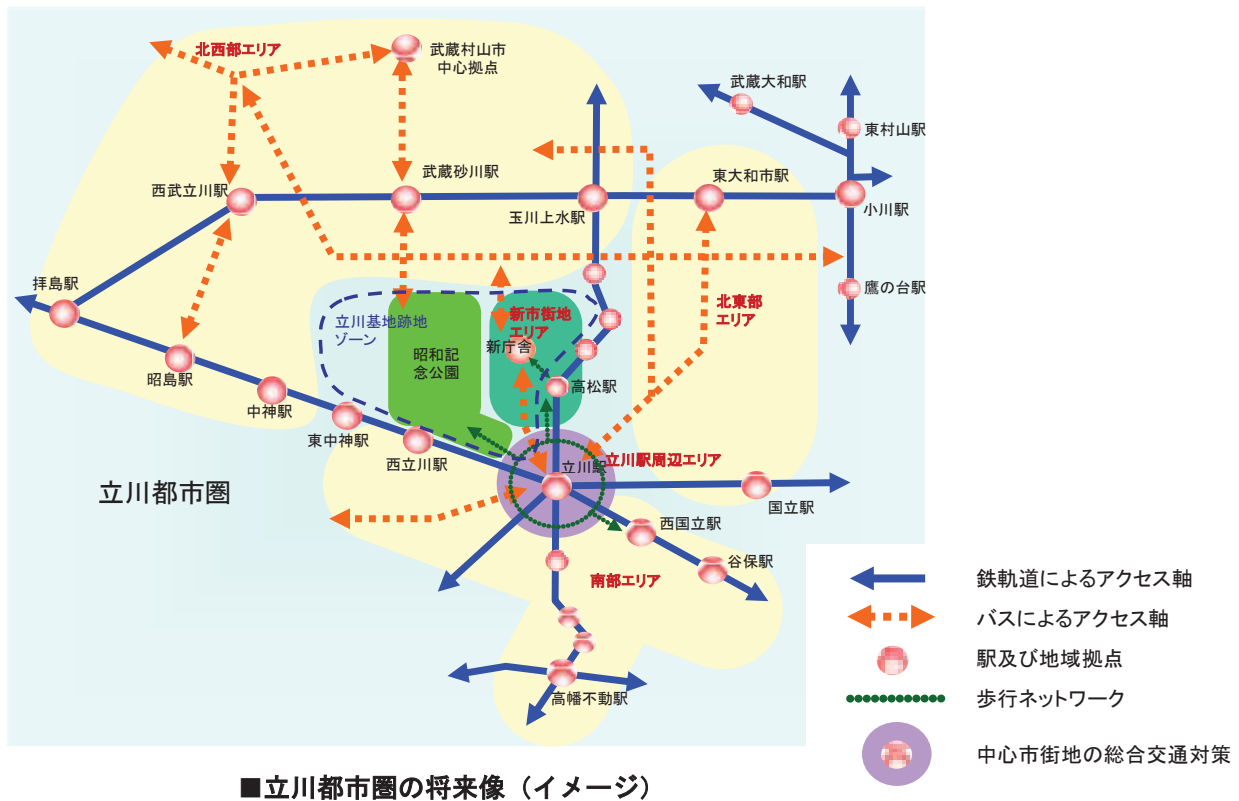 北西部エリア
武蔵村山市
中心拠点
武蔵大和駅
東村山駅
西武立川駅
武蔵砂川駅
玉川上水駅
東大和市駅
小川駅
拝島駅
鷹の台駅
立川基地跡地
ゾーン
新市街地
エリア
新庁舎
北東部
エリア
昭和記
念公園
昭島駅
高松駅
中神駅
東中神駅
西立川駅
立川駅
立川駅周辺エリア
立川都市圏
国立駅
西国立駅
谷保駅
南部エリア
高幡不動駅
鉄軌道によるアクセス軸
バスによるアクセス軸
駅及び地域拠点
歩行ネットワーク
中心市街地の総合交通対策
■立川都市圏の将来像（イメージ）